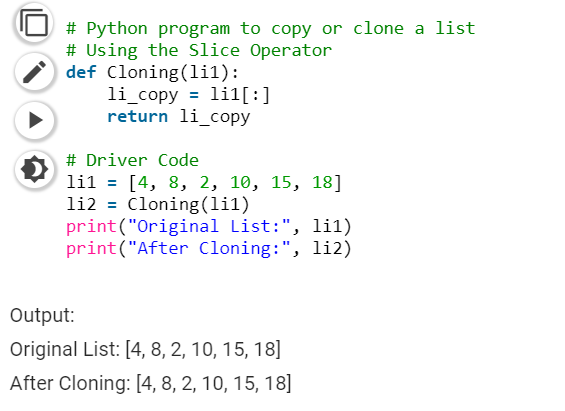 # Python program to copy or clone a list
# Using the Slice Operator
def Cloning(li1):
    li_copy = li1[:]
    return li_copy

# Driver Code
li1 = [4, 8, 2, 10, 15, 18]
li2 = Cloning(li1)
print("Original List:", li1)
print("After Cloning:", li2)

Output:
Original List: [4, 8, 2, 10, 15, 18]
After Cloning: [4, 8, 2, 10, 15, 18]